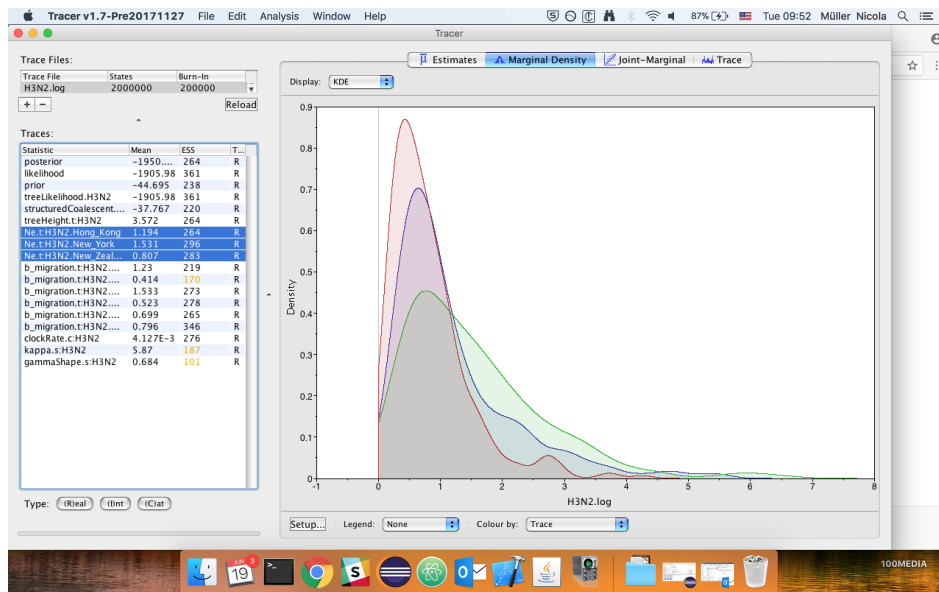 Tracer v1.7-Pre20171127 File Edit Analysis Window Help 87% Tue 09:52 Müller Nicola
Tracer
Trace Files:
Trace File States Burn-In
H3N2.log 2000000 200000
+ − Reload
Traces:
Statistic Mean ESS T...
posterior −1950.... 264 R
likelihood −1905.98 361 R
prior −44.695 238 R
treeLikelihood.H3N2 −1905.98 361 R
structuredCoalescent.... −37.767 220 R
treeHeight.t:H3N2 3.572 264 R
Ne.t:H3N2.Hong_Kong 1.194 264 R
Ne.t:H3N2.New_York 1.531 296 R
Ne.t:H3N2.New_Zeal... 0.807 283 R
b_migration.t:H3N2.... 1.23 219 R
b_migration.t:H3N2.... 0.414 170 R
b_migration.t:H3N2.... 1.533 273 R
b_migration.t:H3N2.... 0.523 278 R
b_migration.t:H3N2.... 0.699 265 R
b_migration.t:H3N2.... 0.796 346 R
clockRate.c:H3N2 4.127E-3 276 R
kappa.s:H3N2 5.87 187 R
gammaShape.s:H3N2 0.684 101 R
Type: (R)eal (I)nt (C)at
Estimates Marginal Density Joint-Marginal Trace
Display: KDE
0.9
0.8
0.7
0.6
0.5
0.4
0.3
0.2
0.1
0
Density
-1 0 1 2 3 4 5 6 7 8
H3N2.log
Setup... Legend: None Colour by: Trace
19
3
100MEDIA